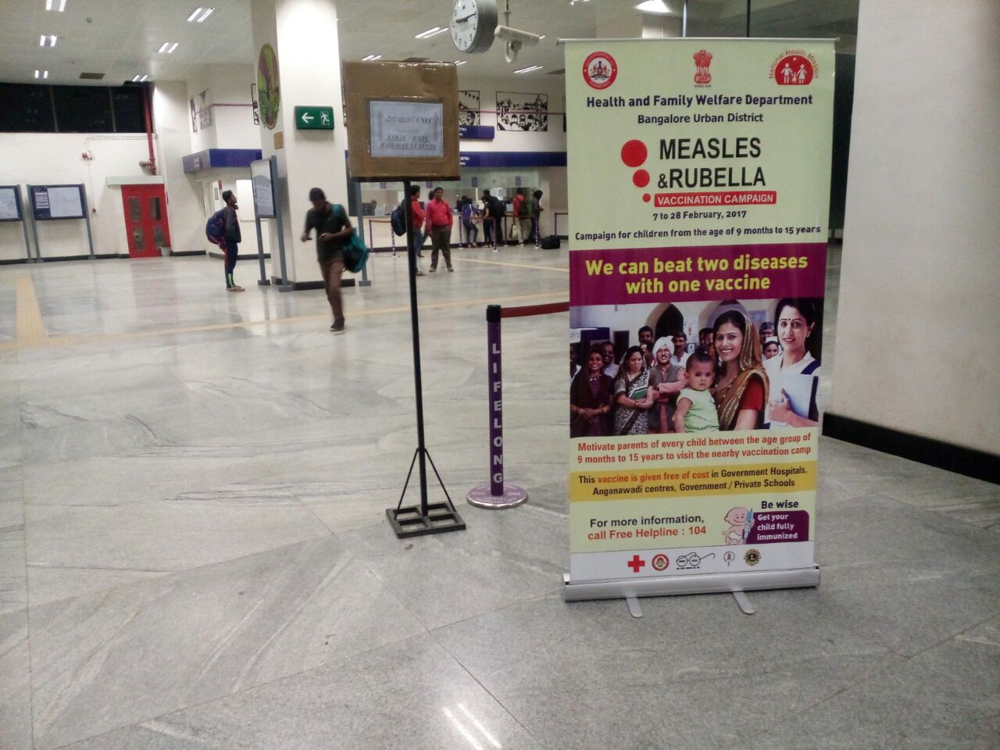 EXIT
KSRTC / BMTC
RAILWAY STATION
LIFELONG
National Health Mission
Health and Family Welfare Department
Bangalore Urban District
MEASLES
&RUBELLA
VACCINATION CAMPAIGN
7 to 28 February, 2017
Campaign for children from the age of 9 months to 15 years
We can beat two diseases
with one vaccine
Motivate parents of every child between the age group of
9 months to 15 years to visit the nearby vaccination camp
This vaccine is given free of cost in Government Hospitals,
Anganawadi centres, Government / Private Schools
For more information,
call Free Helpline : 104
Be wise
Get your
child fully
immunized